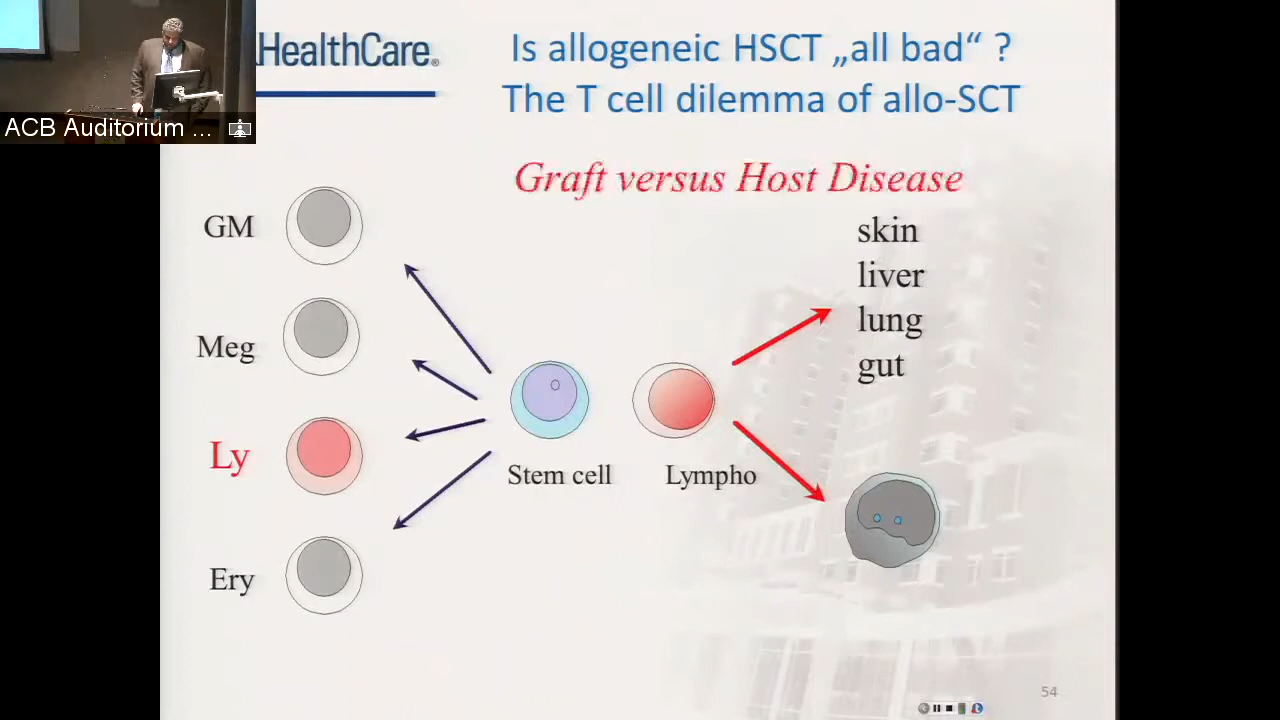 HealthCare®
ACB Auditorium ...
Is allogeneic HSCT „all bad“ ?
The T cell dilemma of allo-SCT
Graft versus Host Disease
GM
Meg
Ly
Ery
Stem cell
Lympho
skin
liver
lung
gut
54